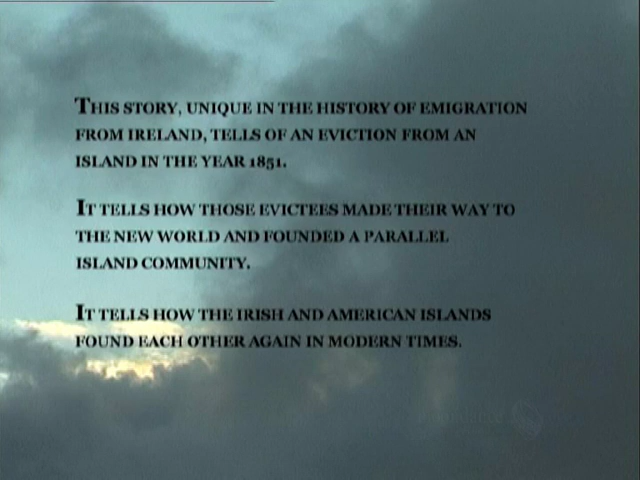 THIS STORY, UNIQUE IN THE HISTORY OF EMIGRATION
FROM IRELAND, TELLS OF AN EVICTION FROM AN
ISLAND IN THE YEAR 1851.
IT TELLS HOW THOSE EVICTEES MADE THEIR WAY TO
THE NEW WORLD AND FOUNDED A PARALLEL
ISLAND COMMUNITY.
IT TELLS HOW THE IRISH AND AMERICAN ISLANDS
FOUND EACH OTHER AGAIN IN MODERN TIMES.